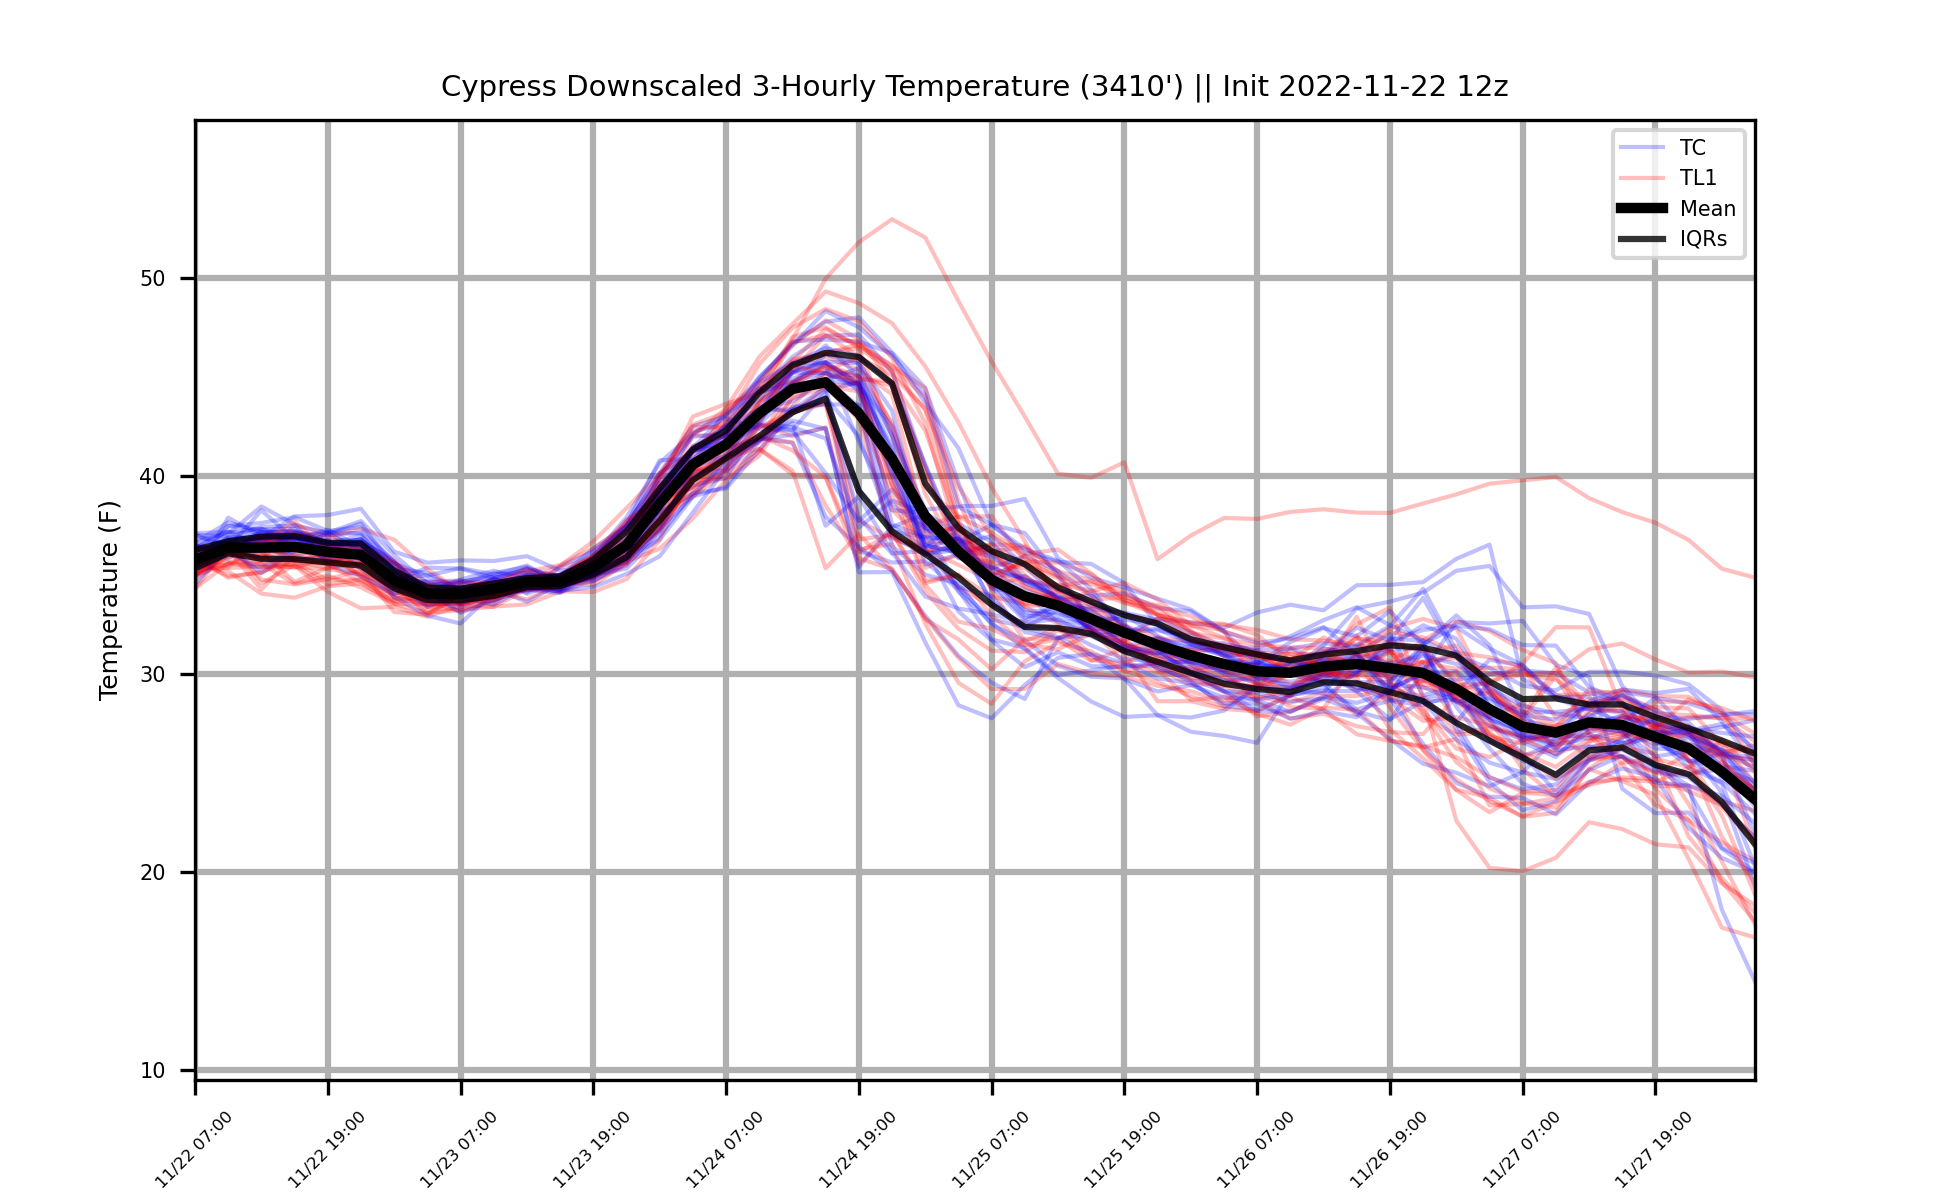 Cypress Downscaled 3-Hourly Temperature (3410') || Init 2022-11-22 12z
TC
TL1
Mean
IQRs
Temperature (F)
50
40
30
20
10
11/22 07:00
11/22 19:00
11/23 07:00
11/23 19:00
11/24 07:00
11/24 19:00
11/25 07:00
11/25 19:00
11/26 07:00
11/26 19:00
11/27 07:00
11/27 19:00